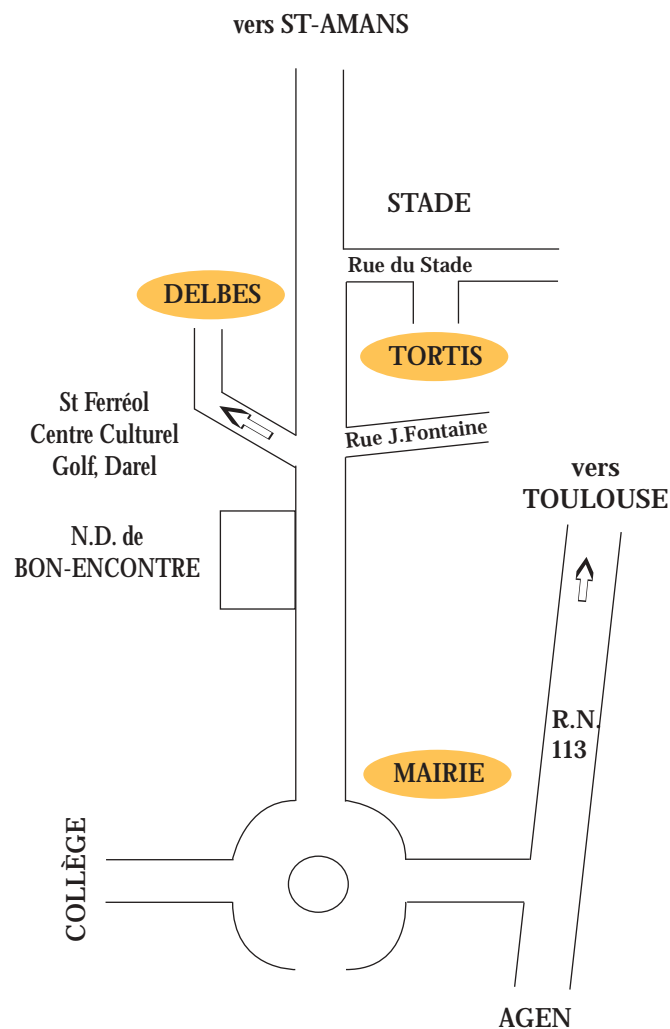 vers ST-AMANS
STADE
Rue du Stade
DELBES
TORTIS
St Ferréol
Centre Culturel
Golf, Darel
Rue J.Fontaine
vers
TOULOUSE
N.D. de
BON-ENCONTRE
R.N.
113
MAIRIE
COLLÈGE
AGEN